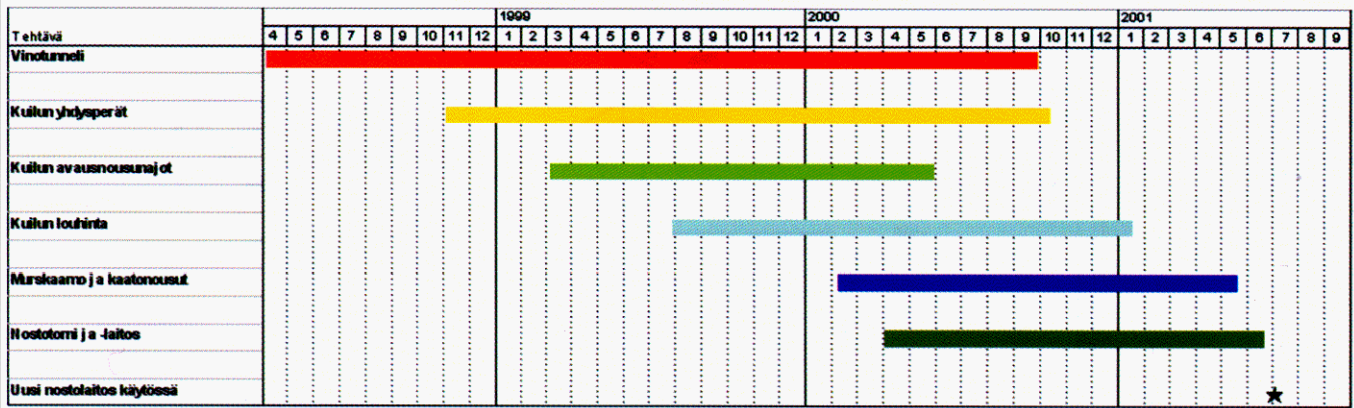 1999 2000 2001
Tehtävä 4 5 6 7 8 9 10 11 12 1 2 3 4 5 6 7 8 9 10 11 12 1 2 3 4 5 6 7 8 9 10 11 12 1 2 3 4 5 6 7 8 9
Vinotunneli
Kuilun yhdysperät
Kuilun avausnousunajot
Kuilun louhinta
Murskaamo ja kaatonousut
Nostotorni ja -laitos
Uusi nostolaitos käytössä